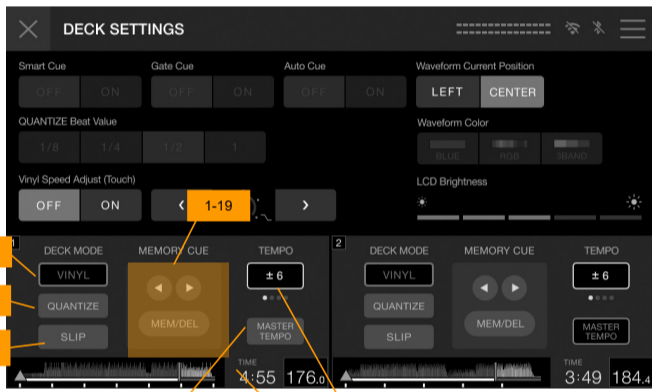 DECK SETTINGS
Smart Cue Gate Cue Auto Cue Waveform Current Position
OFF ON OFF ON OFF ON LEFT CENTER
QUANTIZE Beat Value Waveform Color
1/8 1/4 1/2 1 BLUE RGB 3BAND
Vinyl Speed Adjust (Touch) LCD Brightness
OFF ON 1-19
1 DECK MODE MEMORY CUE TEMPO 2 DECK MODE MEMORY CUE TEMPO
VINYL ± 6 VINYL ± 6
QUANTIZE QUANTIZE
MEM/DEL MASTER TEMPO MEM/DEL MASTER TEMPO
SLIP SLIP
TIME TIME
4:55 176.0 3:49 184.4